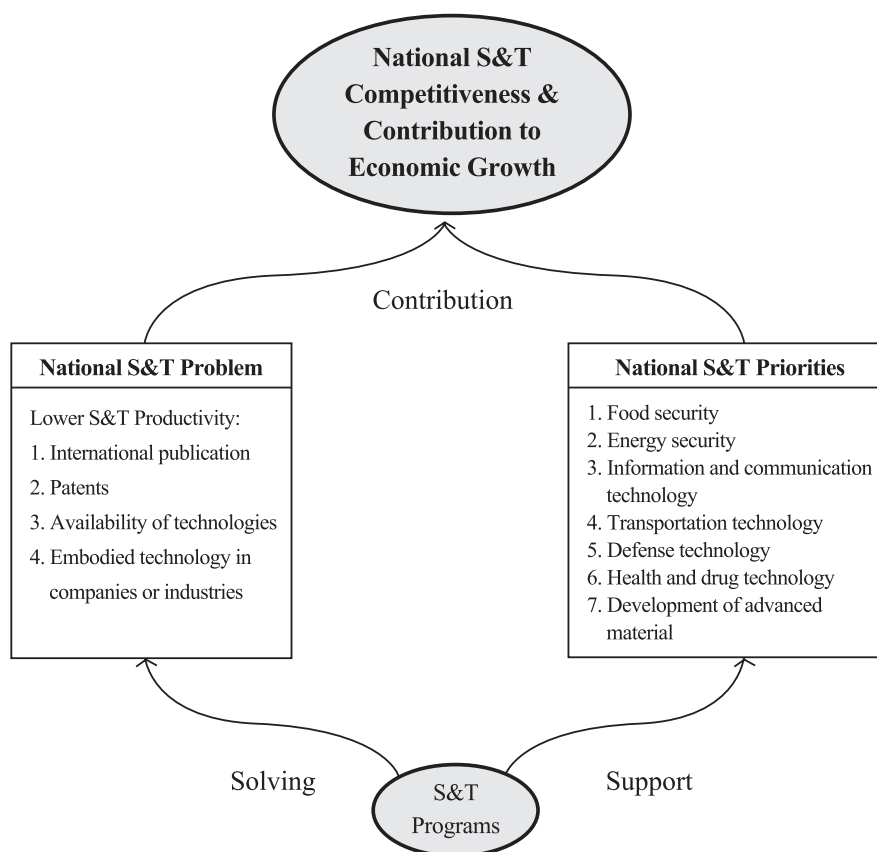 National S&T
Competitiveness &
Contribution to
Economic Growth
Contribution
National S&T Problem
Lower S&T Productivity:
1. International publication
2. Patents
3. Availability of technologies
4. Embodied technology in
companies or industries
National S&T Priorities
1. Food security
2. Energy security
3. Information and communication
technology
4. Transportation technology
5. Defense technology
6. Health and drug technology
7. Development of advanced
material
Solving
Support
S&T
Programs